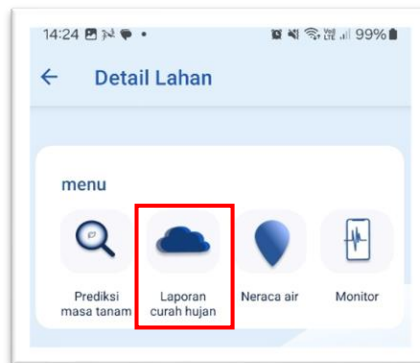 14:24 99%
Detail Lahan
menu
Prediksi masa tanam
Laporan curah hujan
Neraca air
Monitor